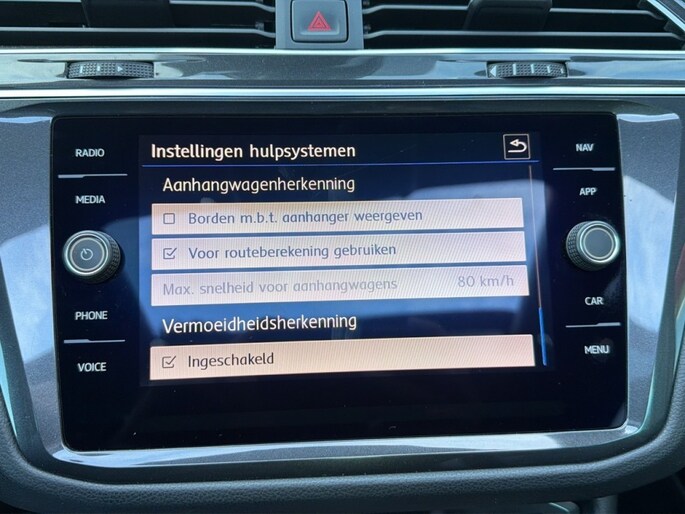 RADIO
MEDIA
PHONE
VOICE
Instellingen hulpsystemen
Aanhangwagenherkenning
Borden m.b.t. aanhanger weergeven
Voor routeberekening gebruiken
Max. snelheid voor aanhangwagens 80 km/h
Vermoeidheidsherkenning
Ingeschakeld
NAV
APP
CAR
MENU